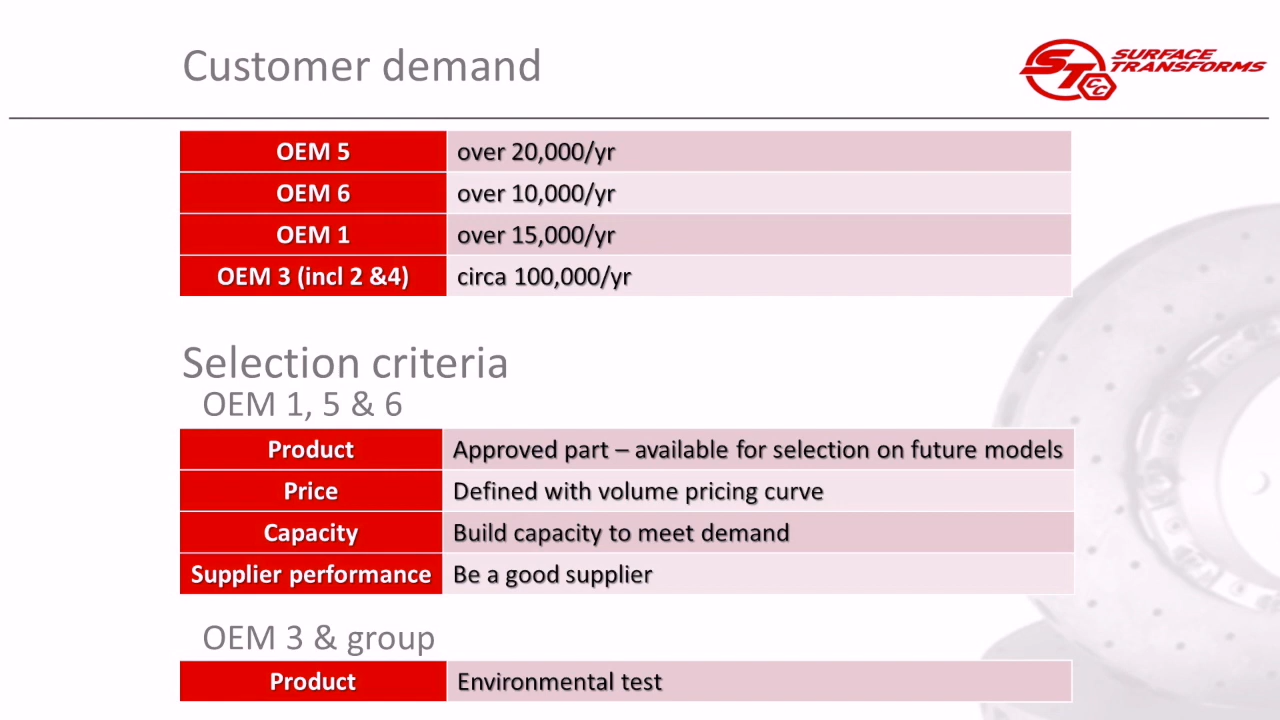 Customer demand
STCC SURFACE TRANSFORMS
OEM 5 over 20,000/yr
OEM 6 over 10,000/yr
OEM 1 over 15,000/yr
OEM 3 (incl 2 &4) circa 100,000/yr
Selection criteria
OEM 1, 5 & 6
Product Approved part – available for selection on future models
Price Defined with volume pricing curve
Capacity Build capacity to meet demand
Supplier performance Be a good supplier
OEM 3 & group
Product Environmental test